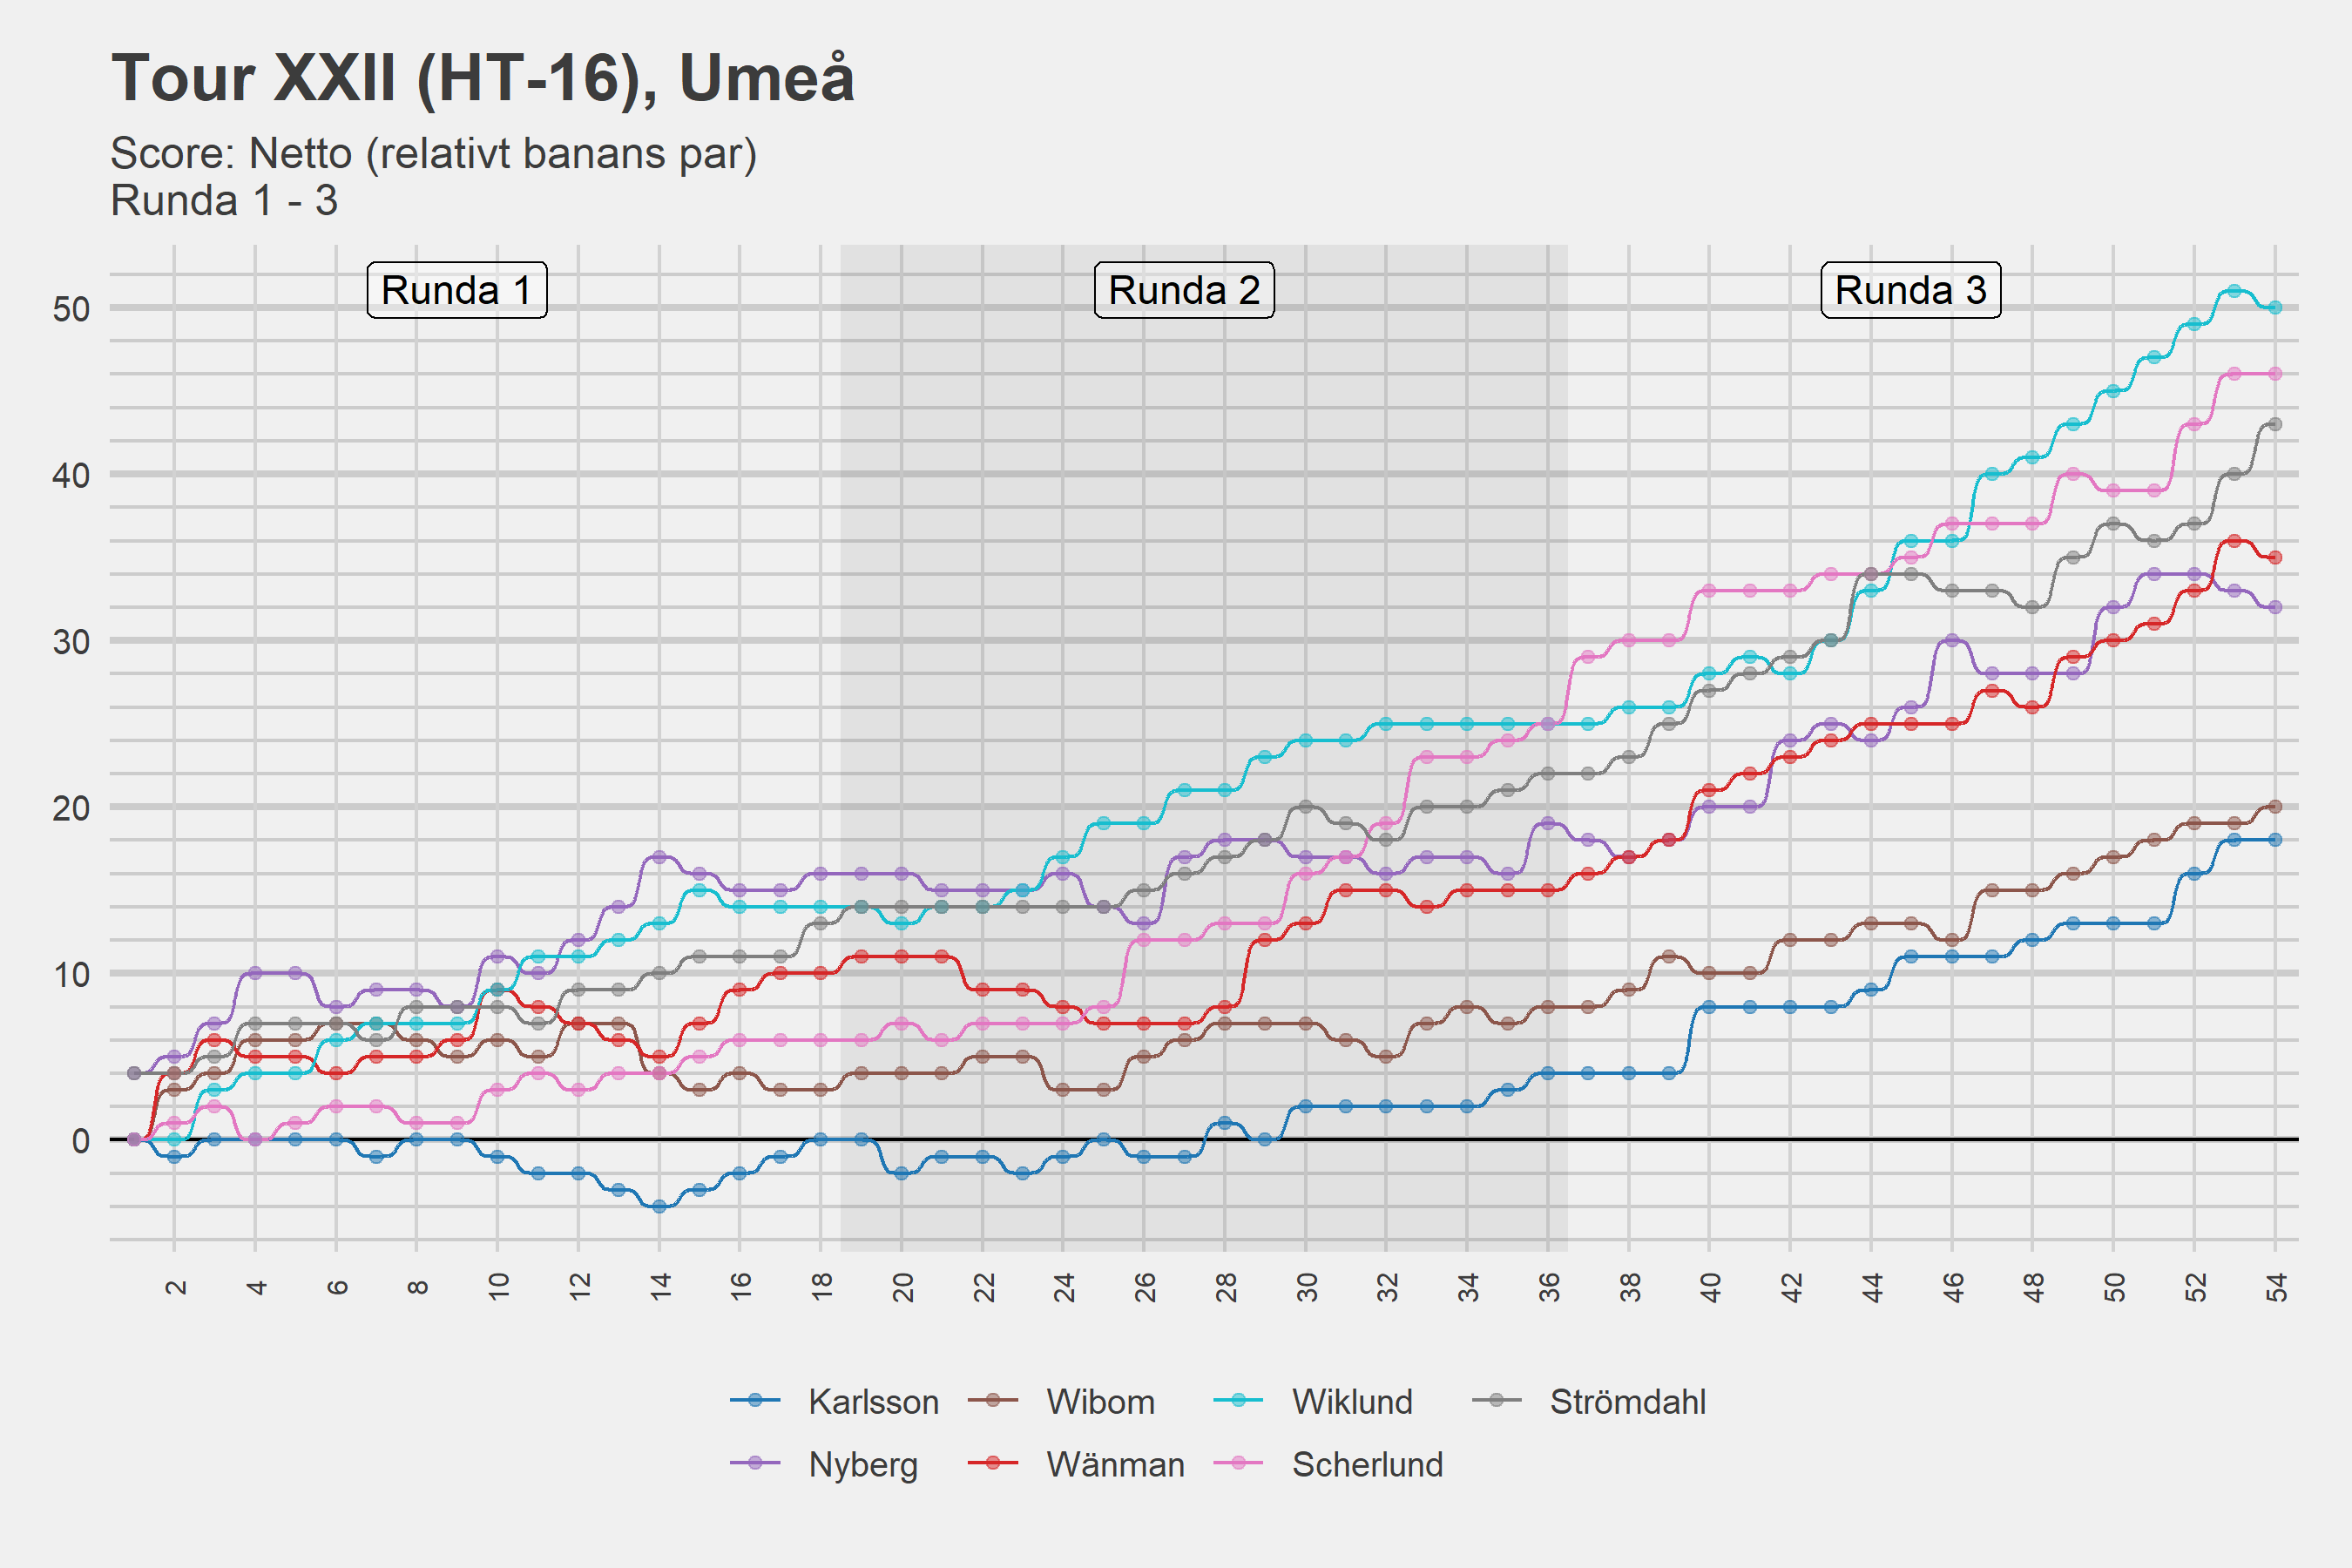 Tour XXII (HT-16), Umeå
Score: Netto (relativt banans par)
Runda 1 - 3
Runda 1 Runda 2 Runda 3
50
40
30
20
10
0
2 4 6 8 10 12 14 16 18 20 22 24 26 28 30 32 34 36 38 40 42 44 46 48 50 52 54
Karlsson Wibom Wiklund Strömdahl
Nyberg Wänman Scherlund